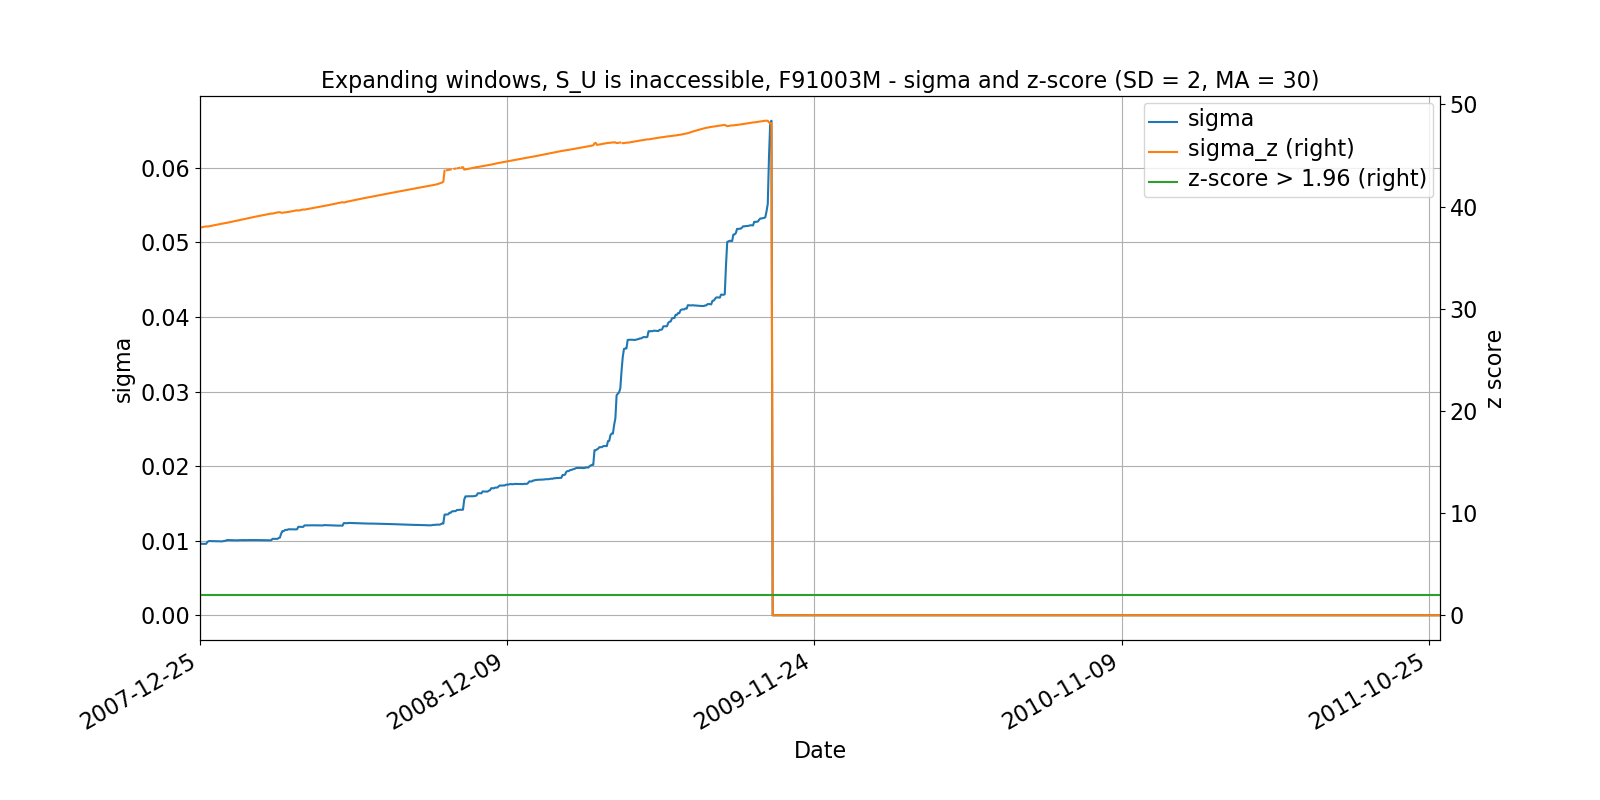 Expanding windows, S_U is inaccessible, F91003M - sigma and z-score (SD = 2, MA = 30)
sigma
sigma_z (right)
z-score > 1.96 (right)
0.06
0.05
0.04
0.03
0.02
0.01
0.00
sigma
50
40
30
20
10
0
z score
2007-12-25
2008-12-09
2009-11-24
2010-11-09
2011-10-25
Date